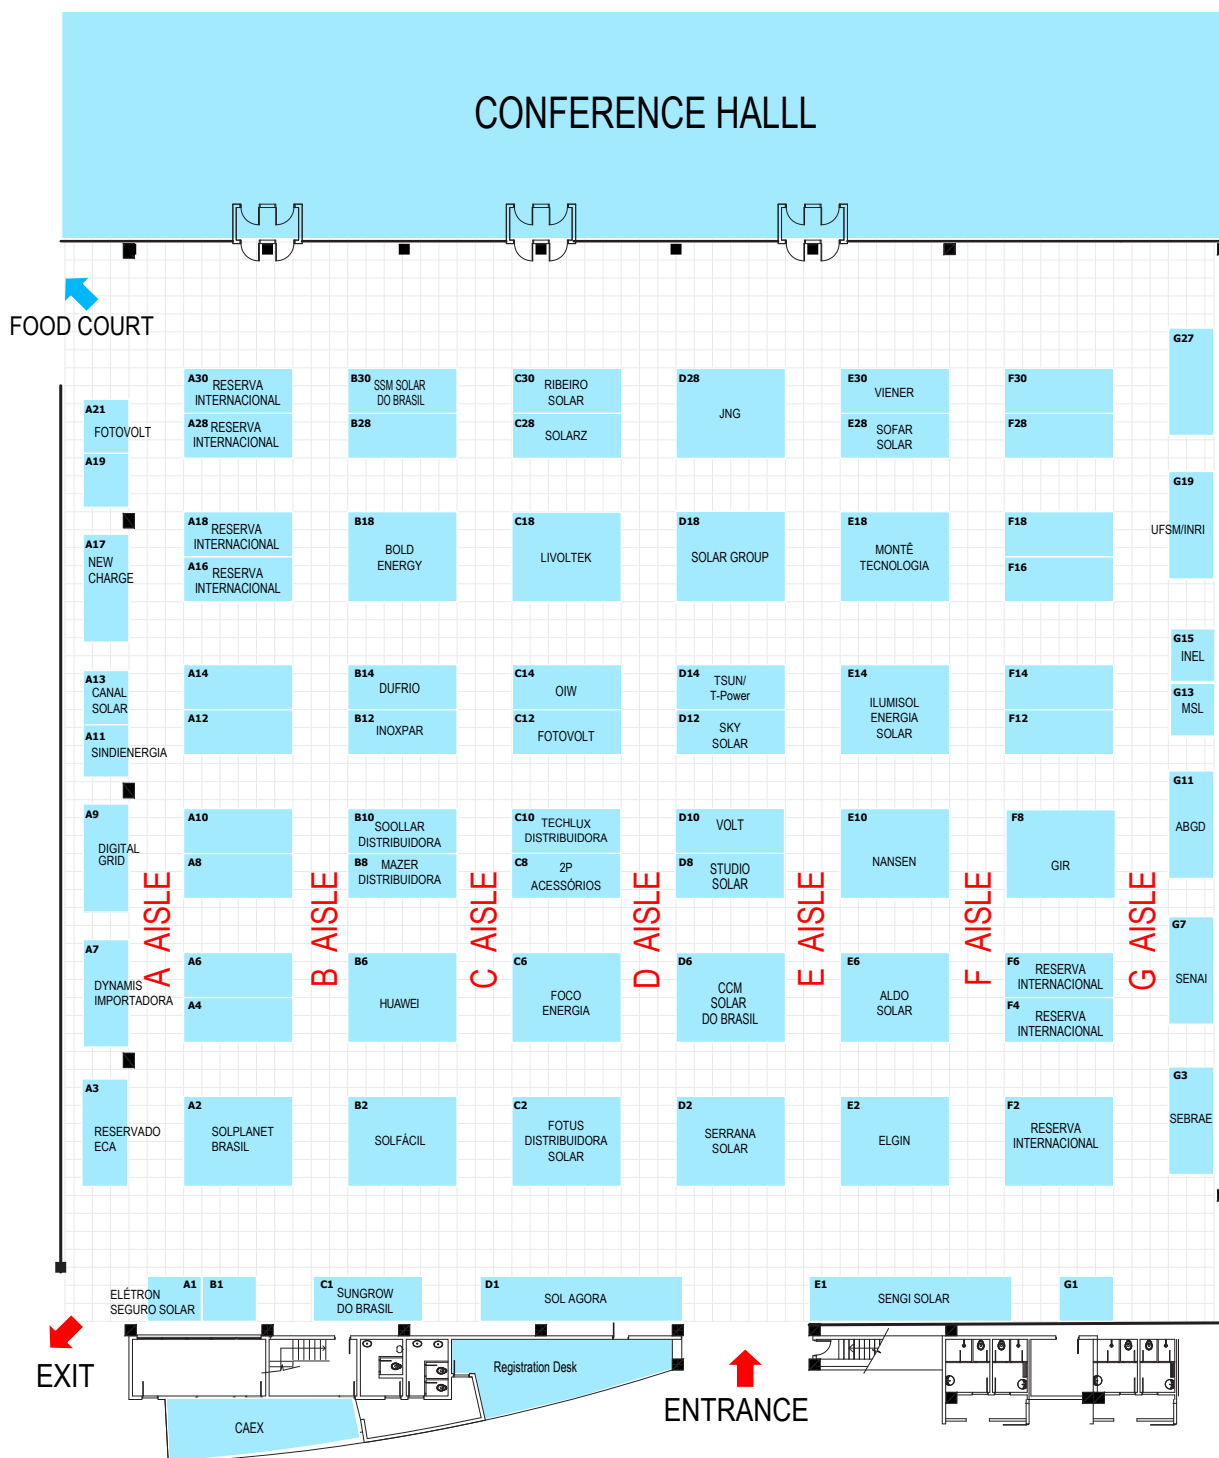 CONFERENCE HALLL
FOOD COURT
G27
A30 RESERVA
INTERNACIONAL
B30 SSM SOLAR
DO BRASIL
C30 RIBEIRO
SOLAR
D28
JNG
E30
VIENER
F30
A21
FOTOVOLT
A28 RESERVA
INTERNACIONAL
B28
C28
SOLARZ
E28 SOFAR
SOLAR
F28
A19
G19
UFSM/INRI
A17
NEW
CHARGE
A18
RESERVA
INTERNACIONAL
B18
BOLD
ENERGY
C18
LIVOLTEK
D18
SOLAR GROUP
E18
MONTÊ
TECNOLOGIA
F18
A16
RESERVA
INTERNACIONAL
F16
G15
INEL
A13
CANAL
SOLAR
A14
B14
DUFRIO
C14
OIW
D14
TSUN/
T-Power
E14
ILUMISOL
ENERGIA
SOLAR
F14
G13
MSL
A11
SINDIENERGIA
A12
B12
INOXPAR
C12
FOTOVOLT
D12
SKY
SOLAR
F12
G11
ABGD
A9
DIGITAL
GRID
A10
B10
SOOLLAR
DISTRIBUIDORA
C10
TECHLUX
DISTRIBUIDORA
D10
VOLT
E10
NANSEN
F8
GIR
A8
B8 MAZER
DISTRIBUIDORA
C8
2P
ACESSÓRIOS
D8
STUDIO
SOLAR
A AISLE
B AISLE
C AISLE
D AISLE
E AISLE
F AISLE
G AISLE
G7
SENAI
A7
DYNAMIS
IMPORTADORA
A6
B6
HUAWEI
C6
FOCO
ENERGIA
D6
CCM
SOLAR
DO BRASIL
E6
ALDO
SOLAR
F6
RESERVA
INTERNACIONAL
A4
F4
RESERVA
INTERNACIONAL
G3
SEBRAE
A3
RESERVADO
ECA
A2
SOLPLANET
BRASIL
B2
SOLFÁCIL
C2
FOTUS
DISTRIBUIDORA
SOLAR
D2
SERRANA
SOLAR
E2
ELGIN
F2
RESERVA
INTERNACIONAL
A1
ELÉTRON
SEGURO SOLAR
B1
C1
SUNGROW
DO BRASIL
D1
SOL AGORA
E1
SENGI SOLAR
G1
EXIT
Registration Desk
ENTRANCE
CAEX